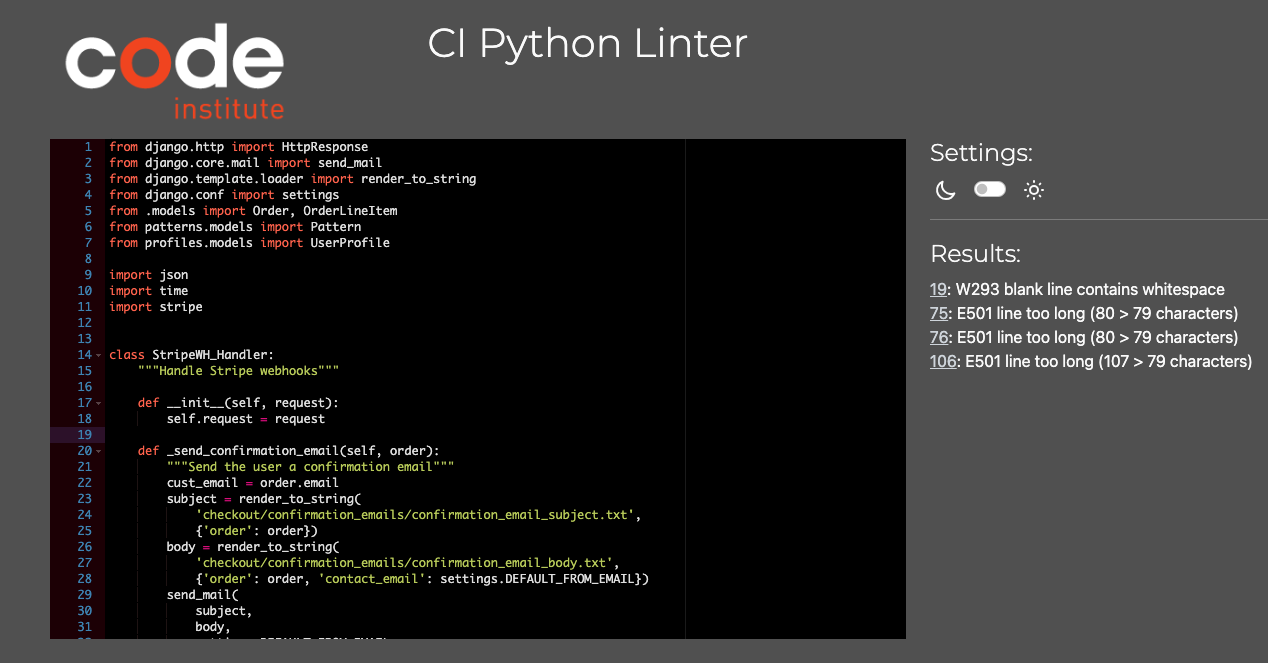 code
institute
CI Python Linter
1 from django.http import HttpResponse
2 from django.core.mail import send_mail
3 from django.template.loader import render_to_string
4 from django.conf import settings
5 from .models import Order, OrderLineItem
6 from patterns.models import Pattern
7 from profiles.models import UserProfile
8
9 import json
10 import time
11 import stripe
12
13
14 class StripeWH_Handler:
15     """Handle Stripe webhooks"""
16
17     def __init__(self, request):
18         self.request = request
19
20     def _send_confirmation_email(self, order):
21         """Send the user a confirmation email"""
22         cust_email = order.email
23         subject = render_to_string(
24             'checkout/confirmation_emails/confirmation_email_subject.txt',
25             {'order': order})
26         body = render_to_string(
27             'checkout/confirmation_emails/confirmation_email_body.txt',
28             {'order': order, 'contact_email': settings.DEFAULT_FROM_EMAIL})
29         send_mail(
30             subject,
31             body,
Settings:
Results:
19: W293 blank line contains whitespace
75: E501 line too long (80 > 79 characters)
76: E501 line too long (80 > 79 characters)
106: E501 line too long (107 > 79 characters)